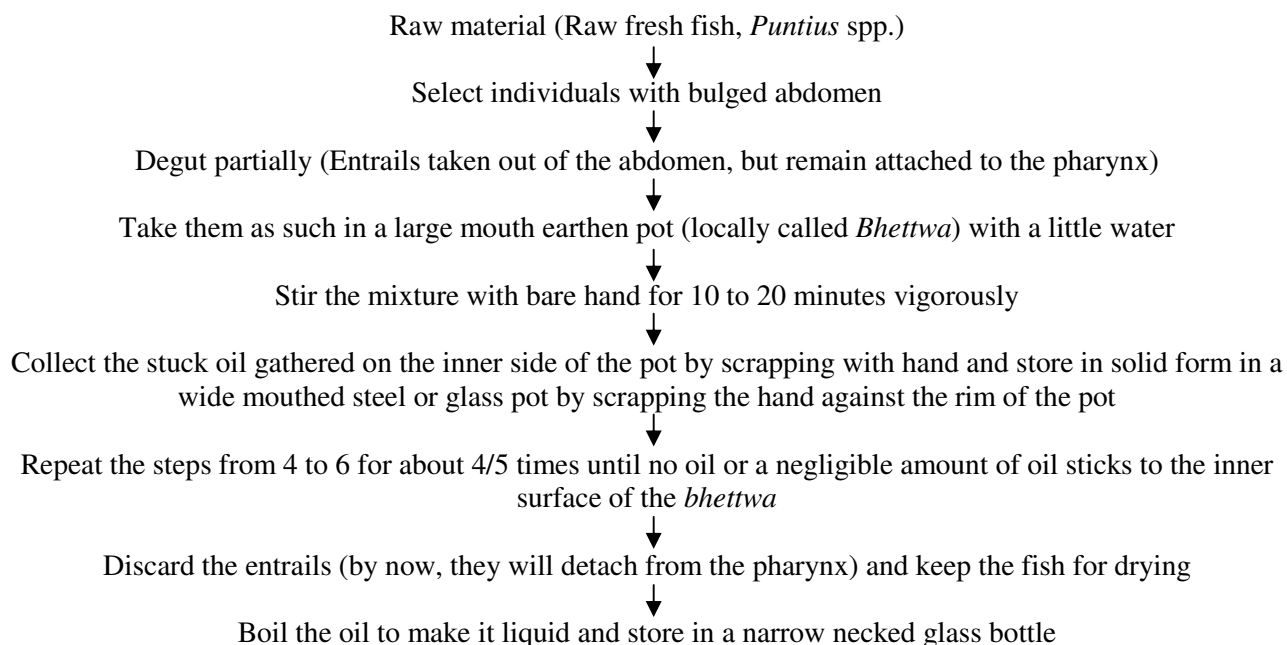 Raw material (Raw fresh fish, Puntius spp.)
Select individuals with bulged abdomen
Degut partially (Entrails taken out of the abdomen, but remain attached to the pharynx)
Take them as such in a large mouth earthen pot (locally called Bhettwa) with a little water
Stir the mixture with bare hand for 10 to 20 minutes vigorously
Collect the stuck oil gathered on the inner side of the pot by scrapping with hand and store in solid form in a
wide mouthed steel or glass pot by scrapping the hand against the rim of the pot
Repeat the steps from 4 to 6 for about 4/5 times until no oil or a negligible amount of oil sticks to the inner
surface of the bhettwa
Discard the entrails (by now, they will detach from the pharynx) and keep the fish for drying
Boil the oil to make it liquid and store in a narrow necked glass bottle